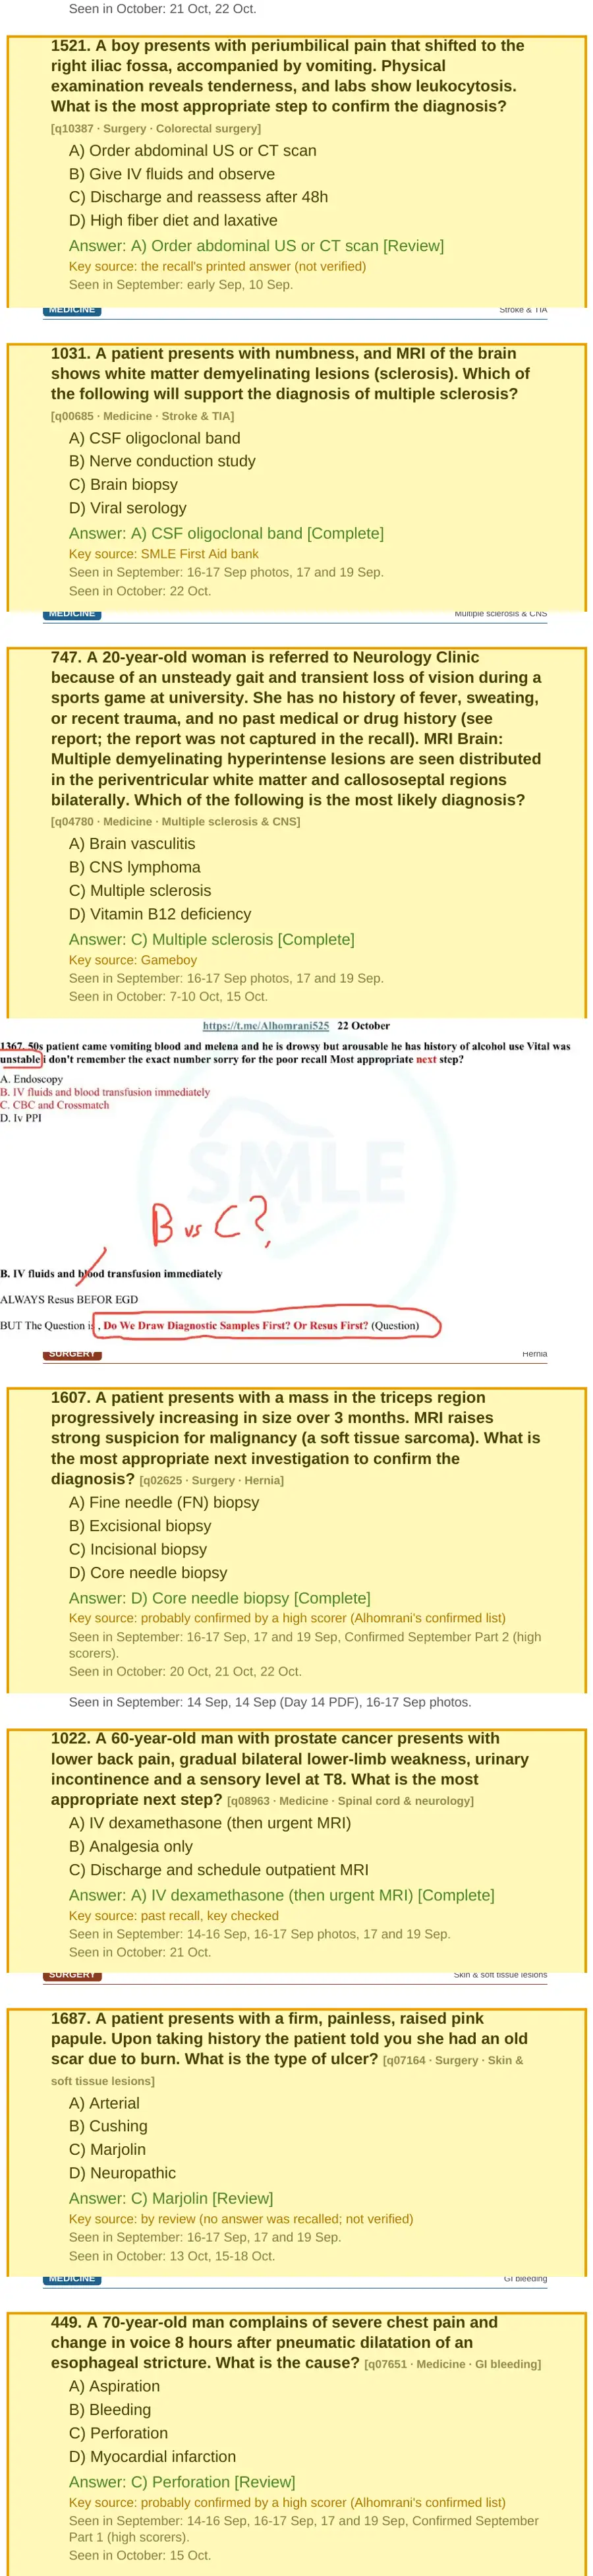 Seen in October: 21 Oct, 22 Oct.
1521. A boy presents with periumbilical pain that shifted to the
right iliac fossa, accompanied by vomiting. Physical
examination reveals tenderness, and labs show leukocytosis.
What is the most appropriate step to confirm the diagnosis?
[q10387 · Surgery · Colorectal surgery]
A) Order abdominal US or CT scan
B) Give IV fluids and observe
C) Discharge and reassess after 48h
D) High fiber diet and laxative
Answer: A) Order abdominal US or CT scan [Review]
Key source: the recall's printed answer (not verified)
Seen in September: early Sep, 10 Sep.
MEDICINE Stroke & TIA
1031. A patient presents with numbness, and MRI of the brain
shows white matter demyelinating lesions (sclerosis). Which of
the following will support the diagnosis of multiple sclerosis?
[q00685 · Medicine · Stroke & TIA]
A) CSF oligoclonal band
B) Nerve conduction study
C) Brain biopsy
D) Viral serology
Answer: A) CSF oligoclonal band [Complete]
Key source: SMLE First Aid bank
Seen in September: 16-17 Sep photos, 17 and 19 Sep.
Seen in October: 22 Oct.
MEDICINE Multiple sclerosis & CNS
747. A 20-year-old woman is referred to Neurology Clinic
because of an unsteady gait and transient loss of vision during a
sports game at university. She has no history of fever, sweating,
or recent trauma, and no past medical or drug history (see
report; the report was not captured in the recall). MRI Brain:
Multiple demyelinating hyperintense lesions are seen distributed
in the periventricular white matter and callososeptal regions
bilaterally. Which of the following is the most likely diagnosis?
[q04780 · Medicine · Multiple sclerosis & CNS]
A) Brain vasculitis
B) CNS lymphoma
C) Multiple sclerosis
D) Vitamin B12 deficiency
Answer: C) Multiple sclerosis [Complete]
Key source: Gameboy
Seen in September: 16-17 Sep photos, 17 and 19 Sep.
Seen in October: 7-10 Oct, 15 Oct.
https://t.me/Alhomrani525 22 October
1367. 50s patient came vomiting blood and melena and he is drowsy but arousable he has history of alcohol use Vital was
unstable i don't remember the exact number sorry for the poor recall Most appropriate next step?
A. Endoscopy
B. IV fluids and blood transfusion immediately
C. CBC and Crossmatch
D. Iv PPI
SMLE
B vs C?
B. IV fluids and blood transfusion immediately
ALWAYS Resus BEFOR EGD
BUT The Question is , Do We Draw Diagnostic Samples First? Or Resus First? (Question)
SURGERY Hernia
1607. A patient presents with a mass in the triceps region
progressively increasing in size over 3 months. MRI raises
strong suspicion for malignancy (a soft tissue sarcoma). What is
the most appropriate next investigation to confirm the
diagnosis? [q02625 · Surgery · Hernia]
A) Fine needle (FN) biopsy
B) Excisional biopsy
C) Incisional biopsy
D) Core needle biopsy
Answer: D) Core needle biopsy [Complete]
Key source: probably confirmed by a high scorer (Alhomrani's confirmed list)
Seen in September: 16-17 Sep, 17 and 19 Sep, Confirmed September Part 2 (high
scorers).
Seen in October: 20 Oct, 21 Oct, 22 Oct.
Seen in September: 14 Sep, 14 Sep (Day 14 PDF), 16-17 Sep photos.
1022. A 60-year-old man with prostate cancer presents with
lower back pain, gradual bilateral lower-limb weakness, urinary
incontinence and a sensory level at T8. What is the most
appropriate next step? [q08963 · Medicine · Spinal cord & neurology]
A) IV dexamethasone (then urgent MRI)
B) Analgesia only
C) Discharge and schedule outpatient MRI
Answer: A) IV dexamethasone (then urgent MRI) [Complete]
Key source: past recall, key checked
Seen in September: 14-16 Sep, 16-17 Sep photos, 17 and 19 Sep.
Seen in October: 21 Oct.
SURGERY Skin & soft tissue lesions
1687. A patient presents with a firm, painless, raised pink
papule. Upon taking history the patient told you she had an old
scar due to burn. What is the type of ulcer? [q07164 · Surgery · Skin &
soft tissue lesions]
A) Arterial
B) Cushing
C) Marjolin
D) Neuropathic
Answer: C) Marjolin [Review]
Key source: by review (no answer was recalled; not verified)
Seen in September: 16-17 Sep, 17 and 19 Sep.
Seen in October: 13 Oct, 15-18 Oct.
MEDICINE GI bleeding
449. A 70-year-old man complains of severe chest pain and
change in voice 8 hours after pneumatic dilatation of an
esophageal stricture. What is the cause? [q07651 · Medicine · GI bleeding]
A) Aspiration
B) Bleeding
C) Perforation
D) Myocardial infarction
Answer: C) Perforation [Review]
Key source: probably confirmed by a high scorer (Alhomrani's confirmed list)
Seen in September: 14-16 Sep, 16-17 Sep, 17 and 19 Sep, Confirmed September
Part 1 (high scorers).
Seen in October: 15 Oct.